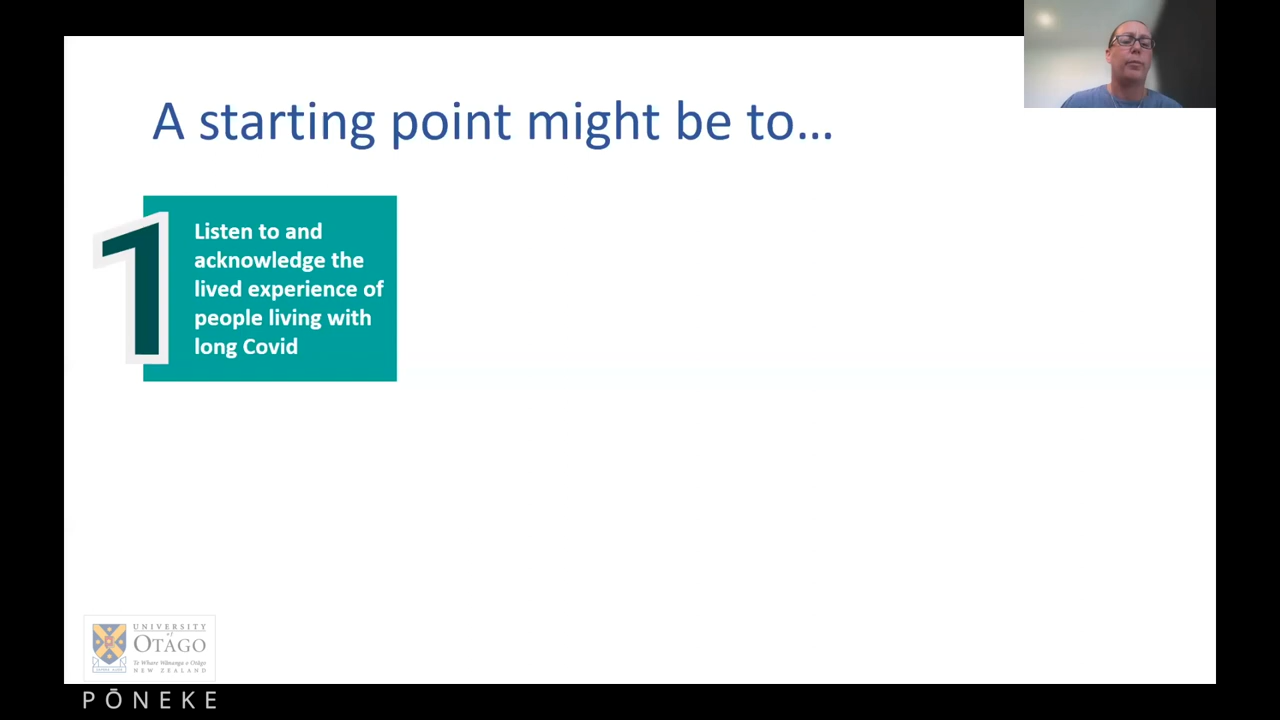 A starting point might be to…
1
Listen to and
acknowledge the
lived experience of
people living with
long Covid
UNIVERSITY
of
OTAGO
Te Whare Wānanga o Otāgo
NEW ZEALAND
PŌNEKE